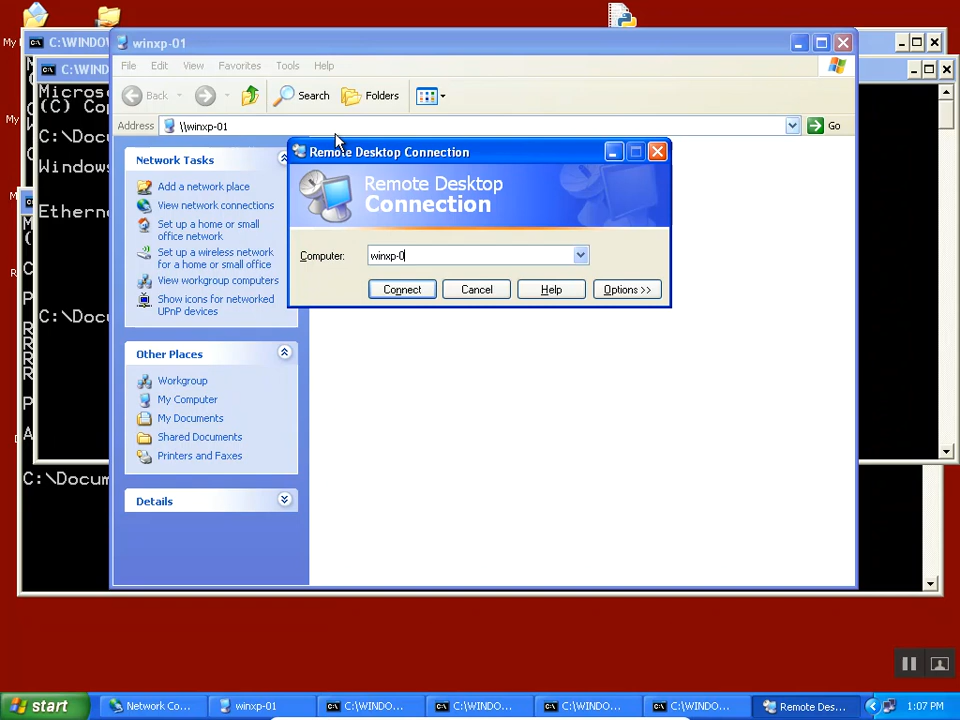 My
C:\WINDOV
winxp-01
C:\WIND
File Edit View Favorites Tools Help
Micros
(C) Cop
Back Search Folders
C:\Docu
Address \\winxp-01 Go
Windows
Network Tasks
Remote Desktop Connection
Add a network place
View network connections
Set up a home or small
office network
Set up a wireless network
for a home or small office
View workgroup computers
Show icons for networked
UPnP devices
Remote Desktop
Connection
Computer: winxp-0
Connect Cancel Help Options >>
Etherne
C:\Docu
Other Places
Workgroup
My Computer
My Documents
Shared Documents
Printers and Faxes
Details
C:\Docum
start Network Co... winxp-01 C:\WINDO... C:\WINDO... C:\WINDO... C:\WINDO... Remote Des... 1:07 PM